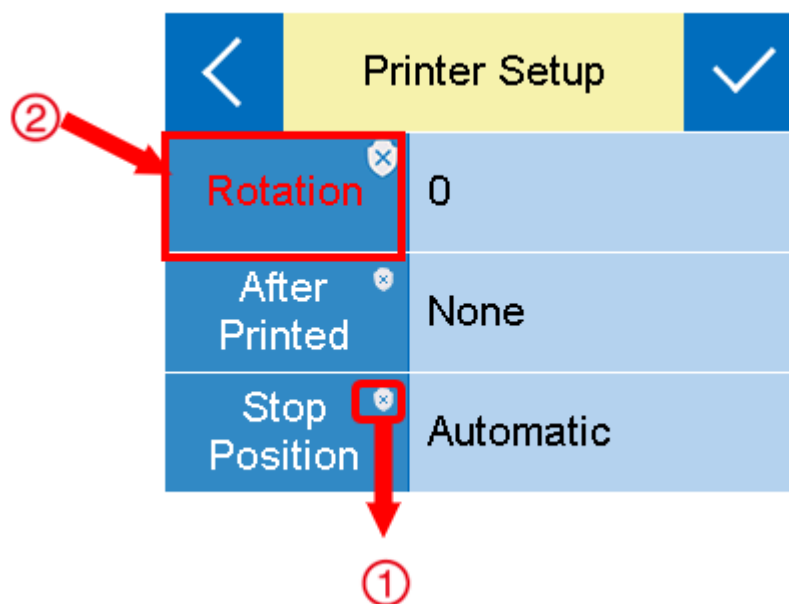 Printer Setup
②
Rotation
0
After
Printed
None
Stop
Position
Automatic
①